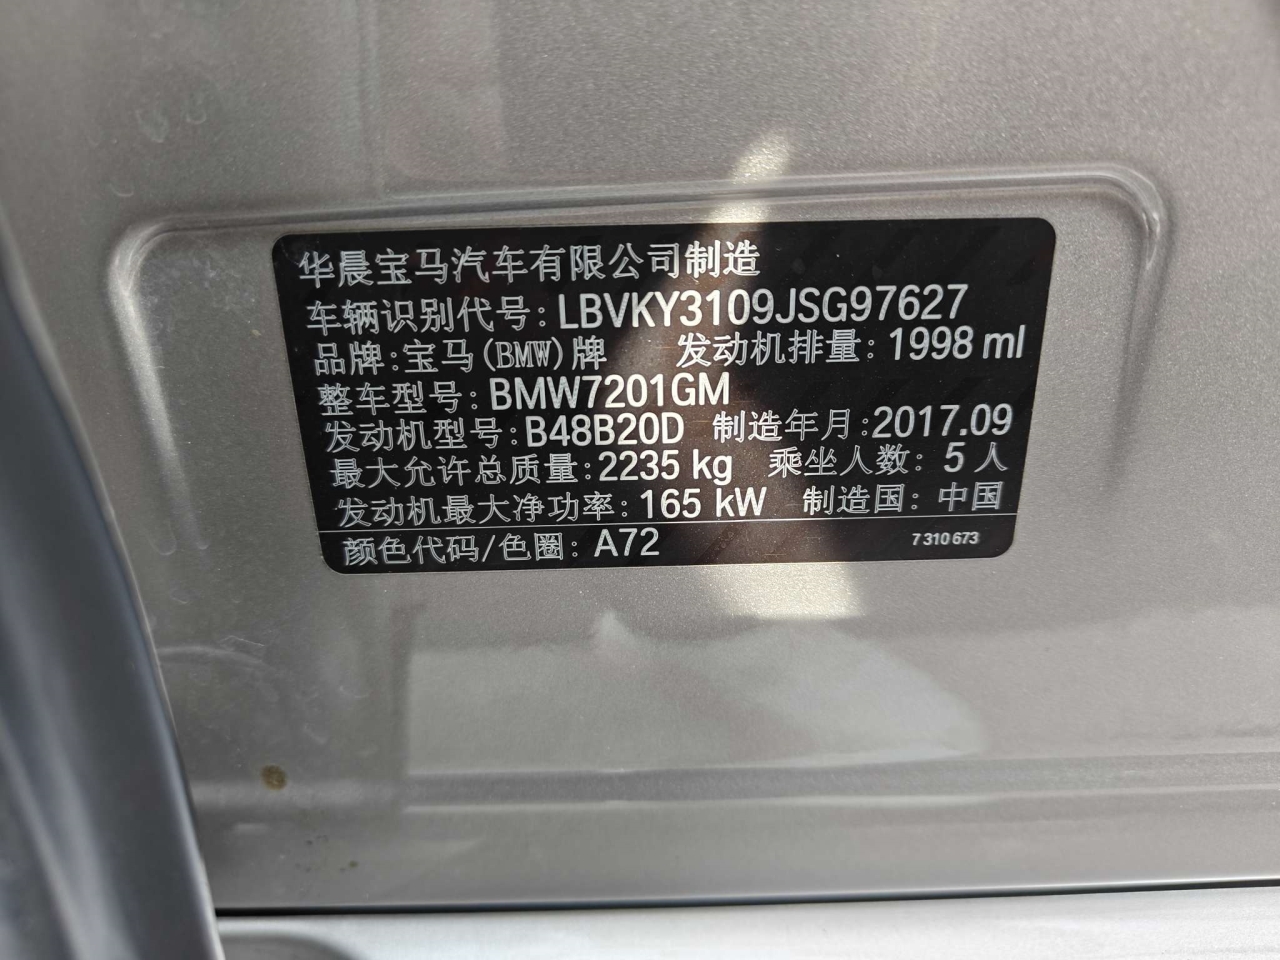 华晨宝马汽车有限公司制造
车辆识别代号: LBVKY3109JSG97627
品牌:宝马(BMW)牌 发动机排量: 1998 ml
整车型号: BMW7201GM
发动机型号: B48B20D 制造年月:2017.09
最大允许总质量: 2235 kg 乘坐人数: 5 人
发动机最大净功率: 165 kW 制造国: 中国
颜色代码/色圈: A72 7 310 673